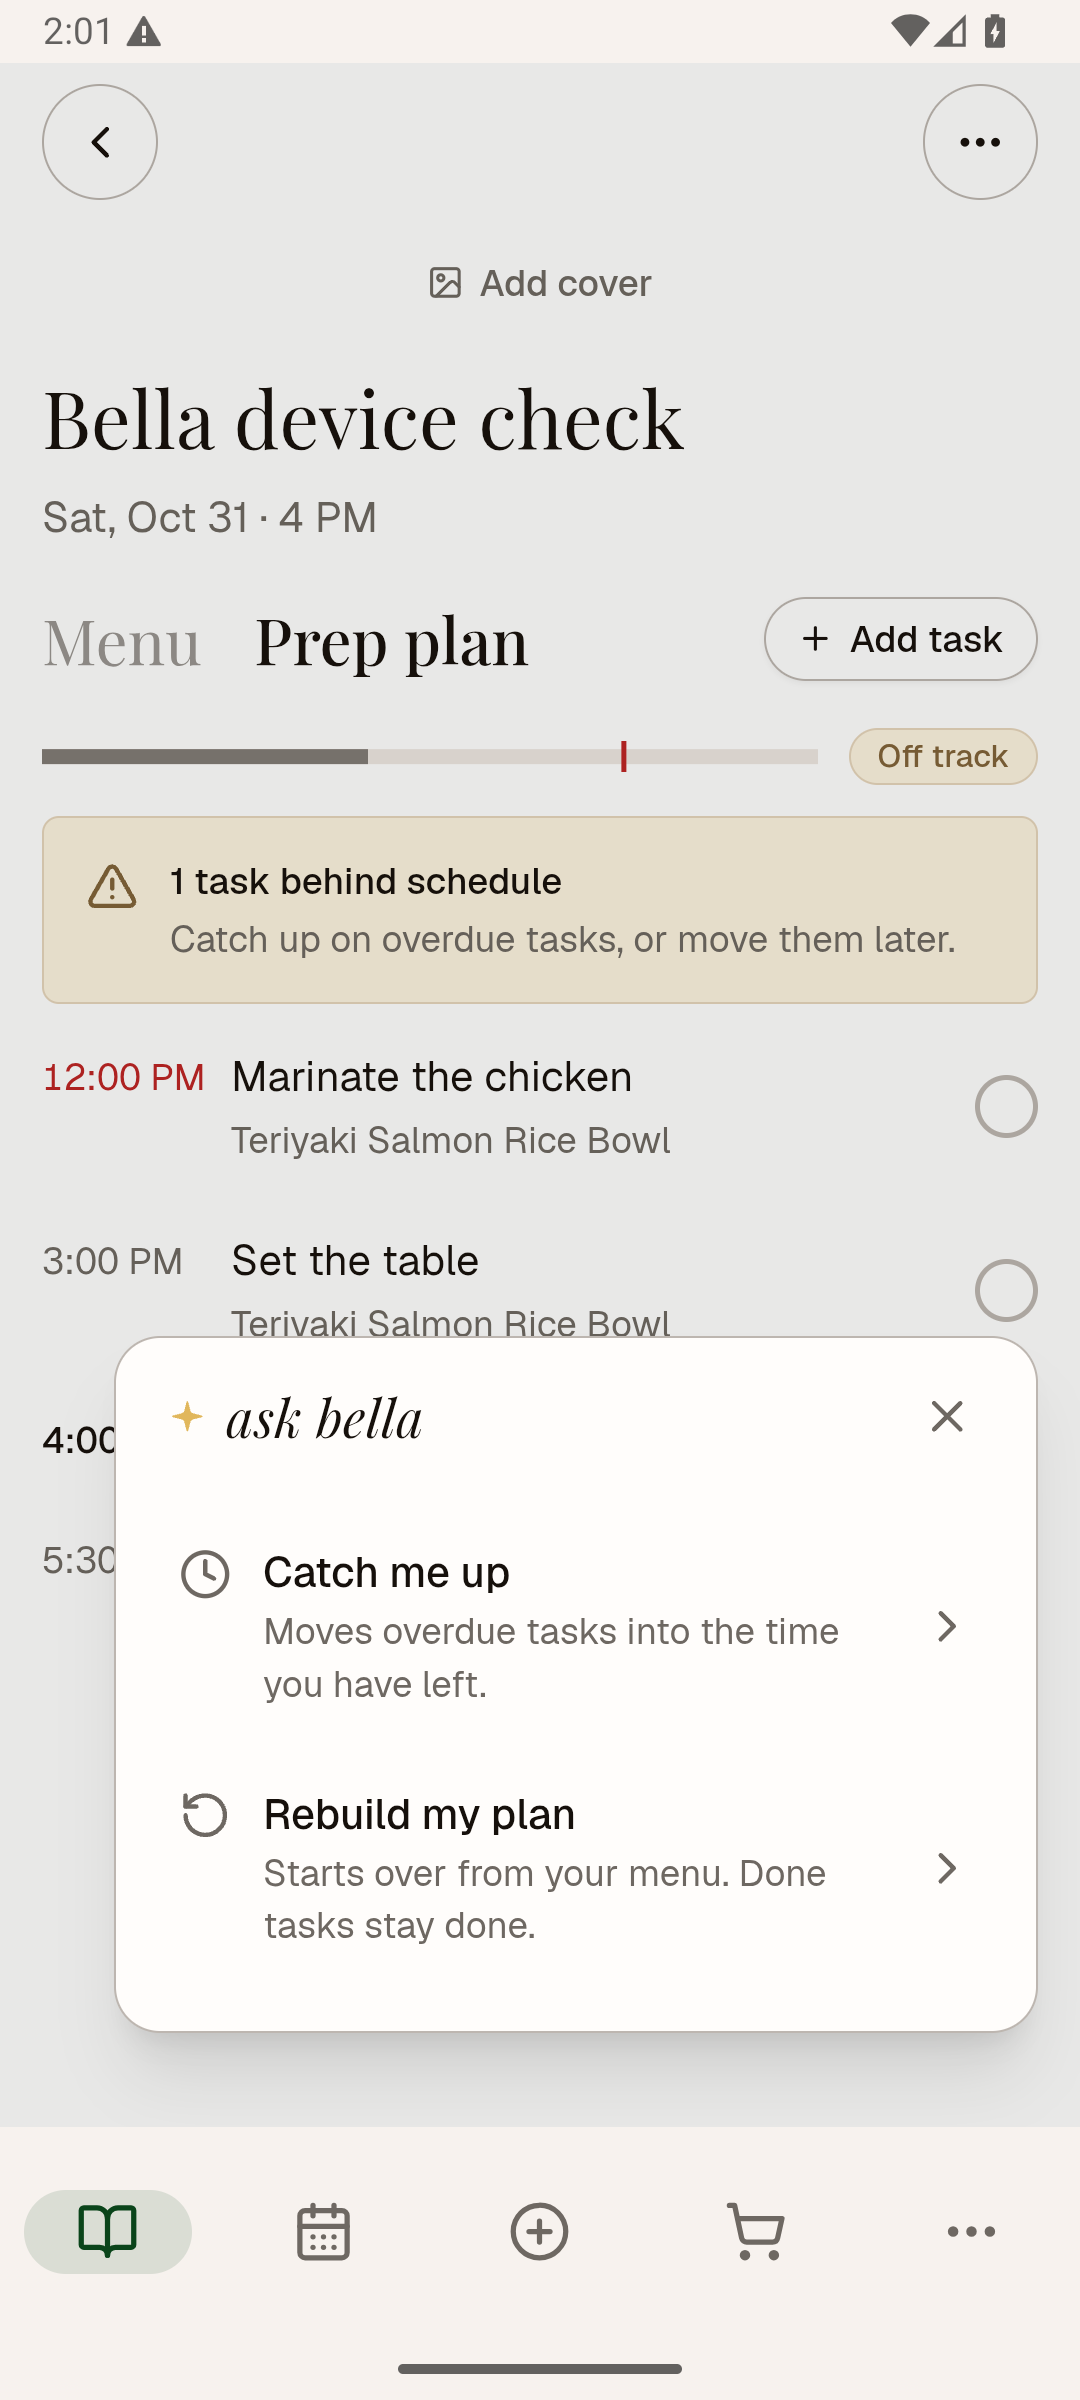 2:01
Add cover
Bella device check
Sat, Oct 31 · 4 PM
Menu
Prep plan
Add task
Off track
1 task behind schedule
Catch up on overdue tasks, or move them later.
12:00 PM
Marinate the chicken
Teriyaki Salmon Rice Bowl
3:00 PM
Set the table
Teriyaki Salmon Rice Bowl
4:00
5:30
ask bella
Catch me up
Moves overdue tasks into the time
you have left.
Rebuild my plan
Starts over from your menu. Done
tasks stay done.